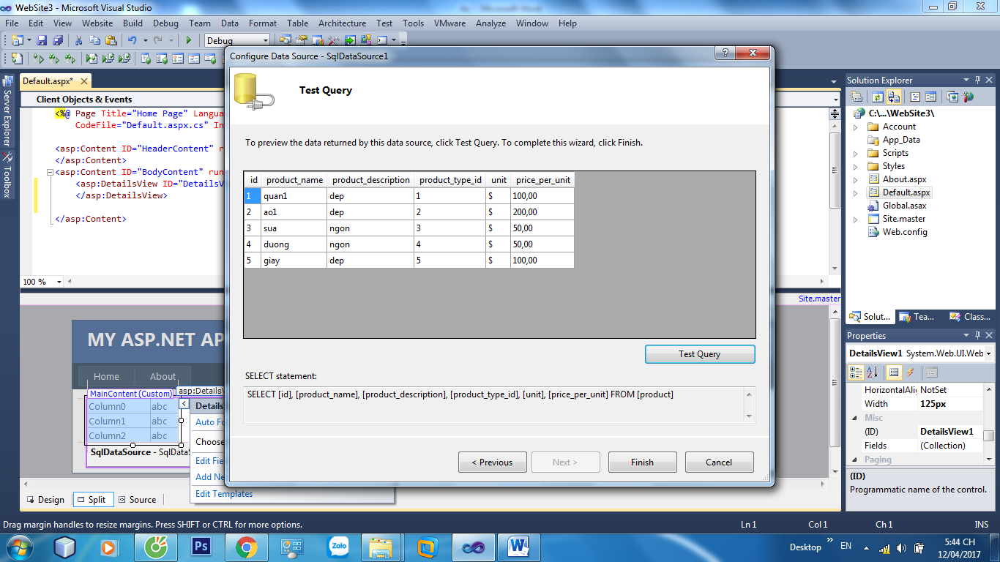 WebSite3 - Microsoft Visual Studio
File Edit View Website Build Debug Team Data Format Table Architecture Test Tools VMware Analyze Window Help
Debug
Configure Data Source - SqlDataSource1
Test Query
To preview the data returned by this data source, click Test Query. To complete this wizard, click Finish.
id product_name product_description product_type_id unit price_per_unit
1 quan1 dep 1 $ 100,00
2 ao1 dep 2 $ 200,00
3 sua ngon 3 $ 50,00
4 duong ngon 4 $ 50,00
5 giay dep 5 $ 100,00
Test Query
SELECT statement:
SELECT [id], [product_name], [product_description], [product_type_id], [unit], [price_per_unit] FROM [product]
< Previous Next > Finish Cancel
Server Explorer
Toolbox
Default.aspx*
Client Objects & Events
<%@ Page Title="Home Page" Langua
CodeFile="Default.aspx.cs" In
<asp:Content ID="HeaderContent" r
</asp:Content>
<asp:Content ID="BodyContent" run
<asp:DetailsView ID="DetailsV
</asp:DetailsView>
</asp:Content>
100 %
Site.master
MY ASP.NET AP
Home About
MainContent (Custom)
asp:DetailsV
Column0 abc
Column1 abc
Column2 abc
SqlDataSource - SqlDataS
Details
Auto Fo
Choose
Edit Fie
Add Ne
Edit Templates
Design Split Source
Solution Explorer
C:\...\WebSite3\
Account
App_Data
Scripts
Styles
About.aspx
Default.aspx
Global.asax
Site.master
Web.config
Solut... Tea... Class...
Properties
DetailsView1 System.Web.UI.Web
HorizontalAlig NotSet
Width 125px
Misc
(ID) DetailsView1
Fields (Collection)
Paging
(ID)
Programmatic name of the control.
Drag margin handles to resize margins. Press SHIFT or CTRL for more options.
Ln 1 Col 1 Ch 1 INS
Ps
Zalo
W
Desktop
EN
5:44 CH
12/04/2017